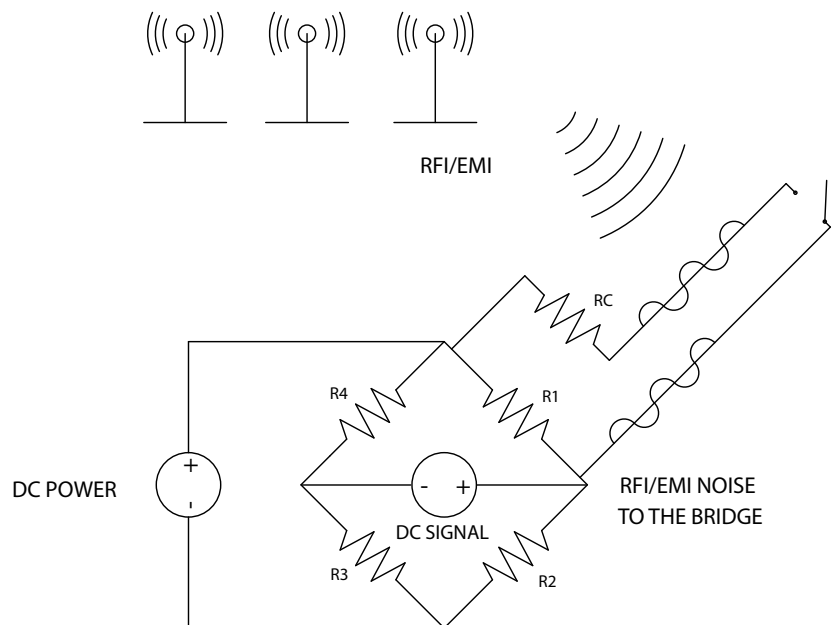 RFI/EMI
RC
R4
R1
+
-
DC POWER
- +
DC SIGNAL
RFI/EMI NOISE
TO THE BRIDGE
R3
R2